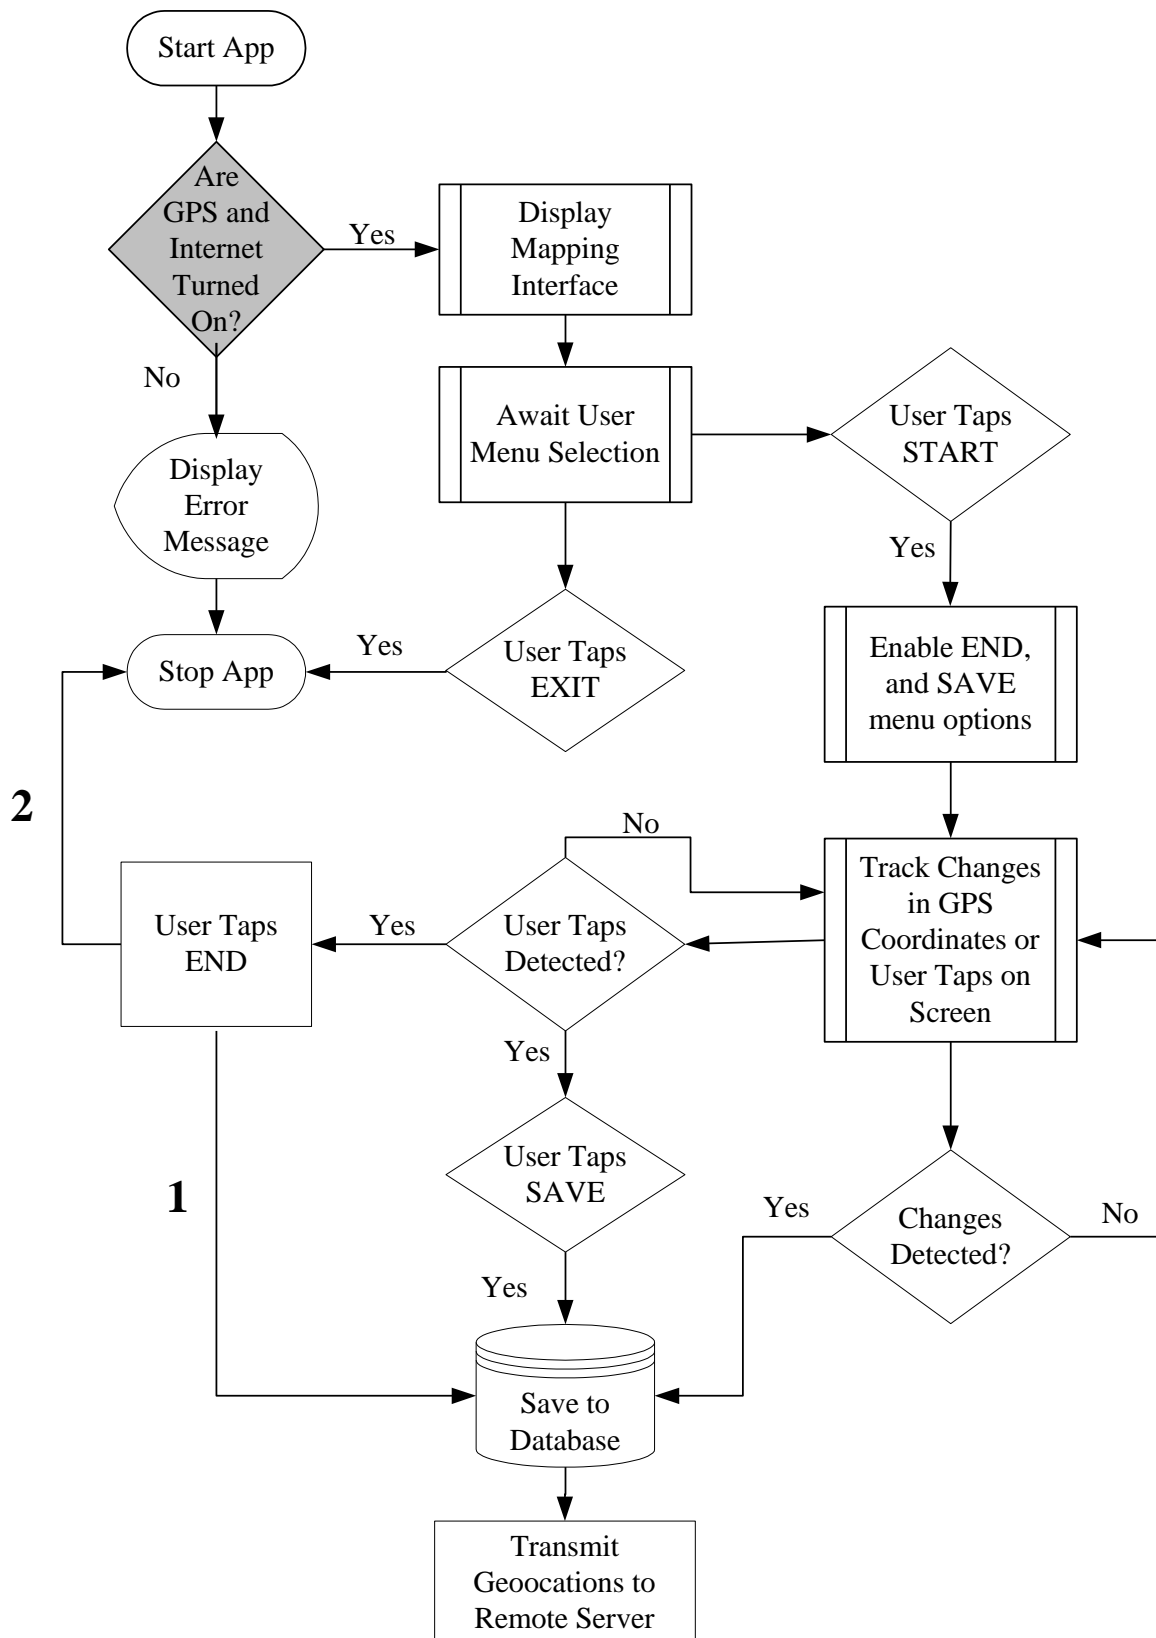 Start App
Are
GPS and
Internet
Turned
On?
Yes
Display
Mapping
Interface
No
Await User
Menu Selection
User Taps
START
Display
Error
Message
Yes
Stop App
Yes
User Taps
EXIT
Enable END,
and SAVE
menu options
2
No
User Taps
END
Yes
User Taps
Detected?
Track Changes
in GPS
Coordinates or
User Taps on
Screen
Yes
1
User Taps
SAVE
Yes
Changes
Detected?
No
Yes
Save to
Database
Transmit
Geoocations to
Remote Server